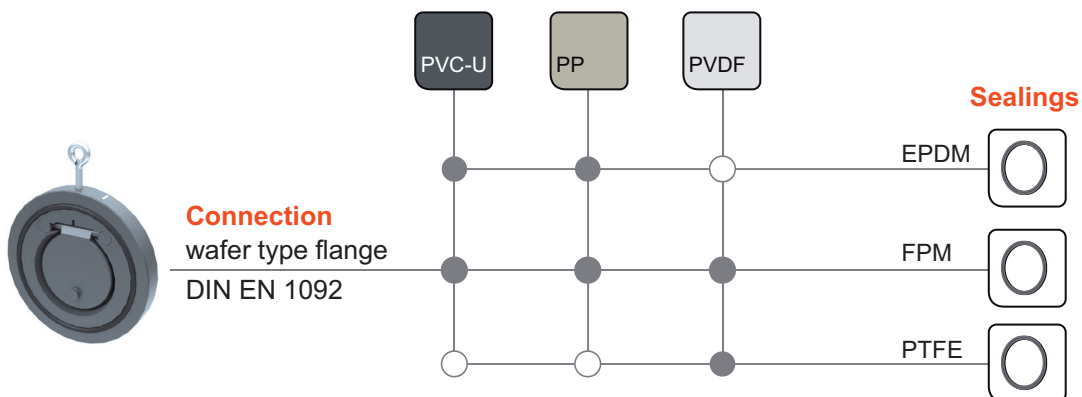 PVC-U
PP
PVDF
Sealings
EPDM
Connection
wafer type flange
DIN EN 1092
FPM
PTFE